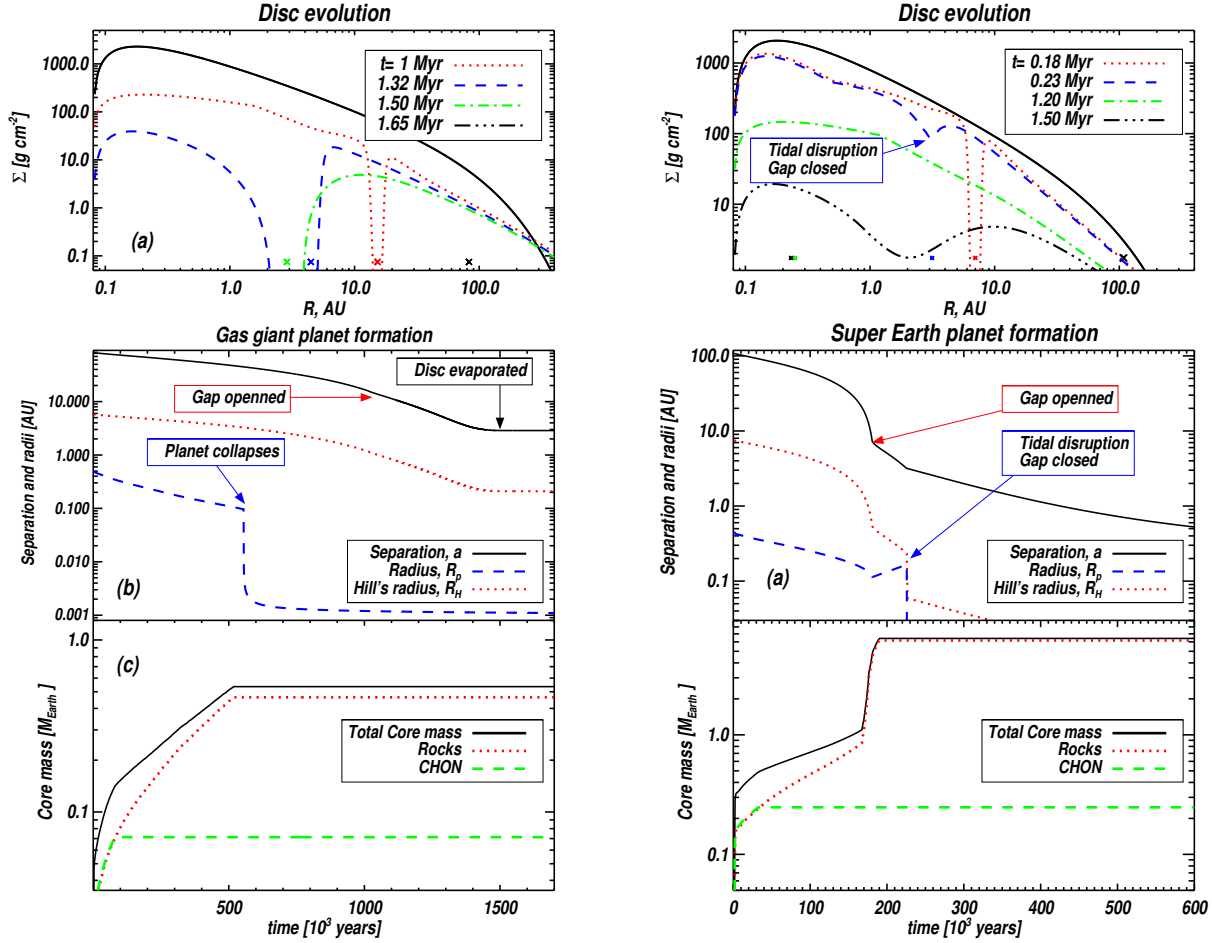 Disc evolution
1000.0
100.0
10.0
1.0
0.1
Σ [g cm⁻²]
t= 1 Myr
1.32 Myr
1.50 Myr
1.65 Myr
(a)
0.1
1.0
10.0
100.0
R, AU
Gas giant planet formation
10.000
1.000
0.100
0.010
0.001
Separation and radii [AU]
Disc evaporated
Gap openned
Planet collapses
Separation, a
Radius, Rp
Hill's radius, RH
(b)
1.0
0.1
Core mass [MEarth]
(c)
Total Core mass
Rocks
CHON
500
1000
1500
time [10³ years]
Disc evolution
1000
100
10
Σ [g cm⁻²]
t= 0.18 Myr
0.23 Myr
1.20 Myr
1.50 Myr
Tidal disruption
Gap closed
0.1
1.0
10.0
100.0
R, AU
Super Earth planet formation
100.0
10.0
1.0
0.1
Separation and radii [AU]
Gap openned
Tidal disruption
Gap closed
Separation, a
Radius, Rp
Hill's radius, RH
(a)
1.0
0.1
Core mass [MEarth]
Total Core mass
Rocks
CHON
0
100
200
300
400
500
600
time [10³ years]